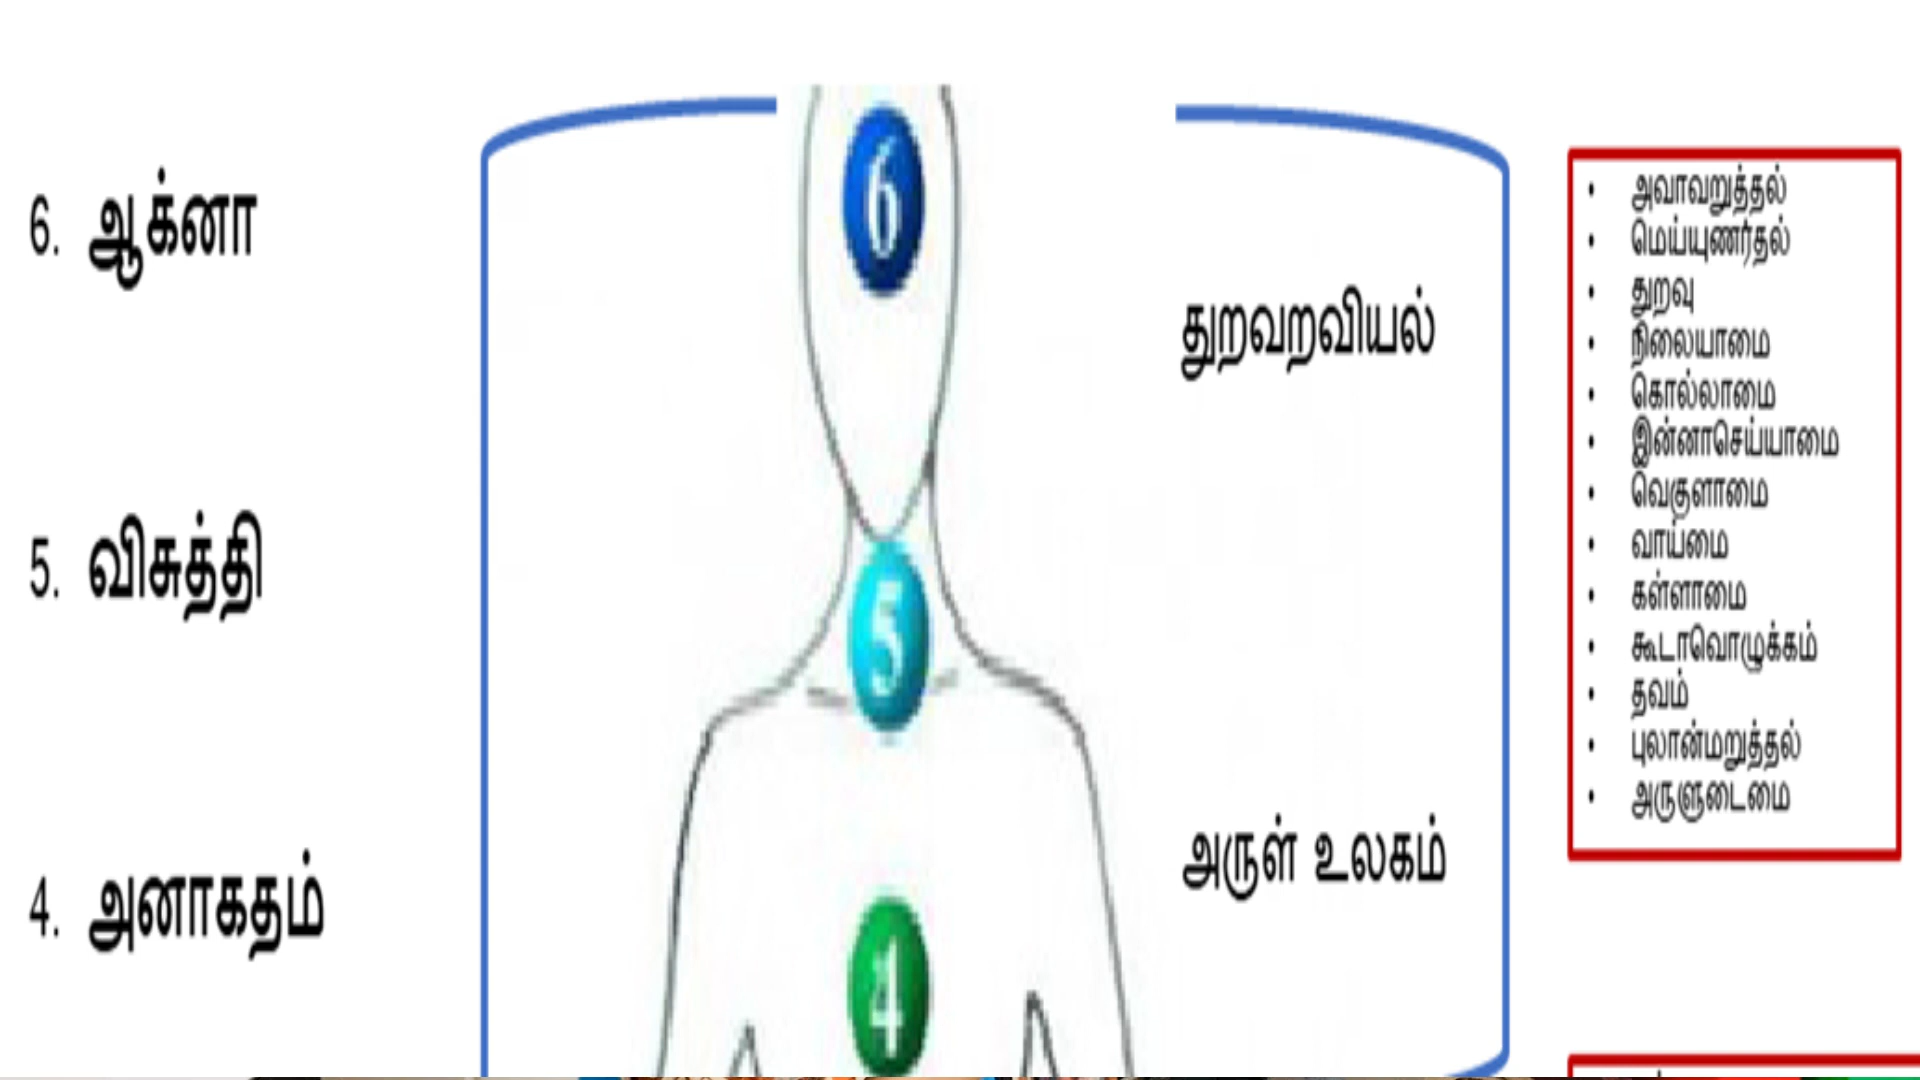 6. ஆக்னா
6
5. விசுத்தி
5
4. அனாகதம்
4
துறவறவியல்
அருள் உலகம்
• அவாவறுத்தல்
• மெய்யுணர்தல்
• துறவு
• நிலையாமை
• கொல்லாமை
• இன்னாசெய்யாமை
• வெகுளாமை
• வாய்மை
• கள்ளாமை
• கூடாவொழுக்கம்
• தவம்
• புலான்மறுத்தல்
• அருளுடைமை